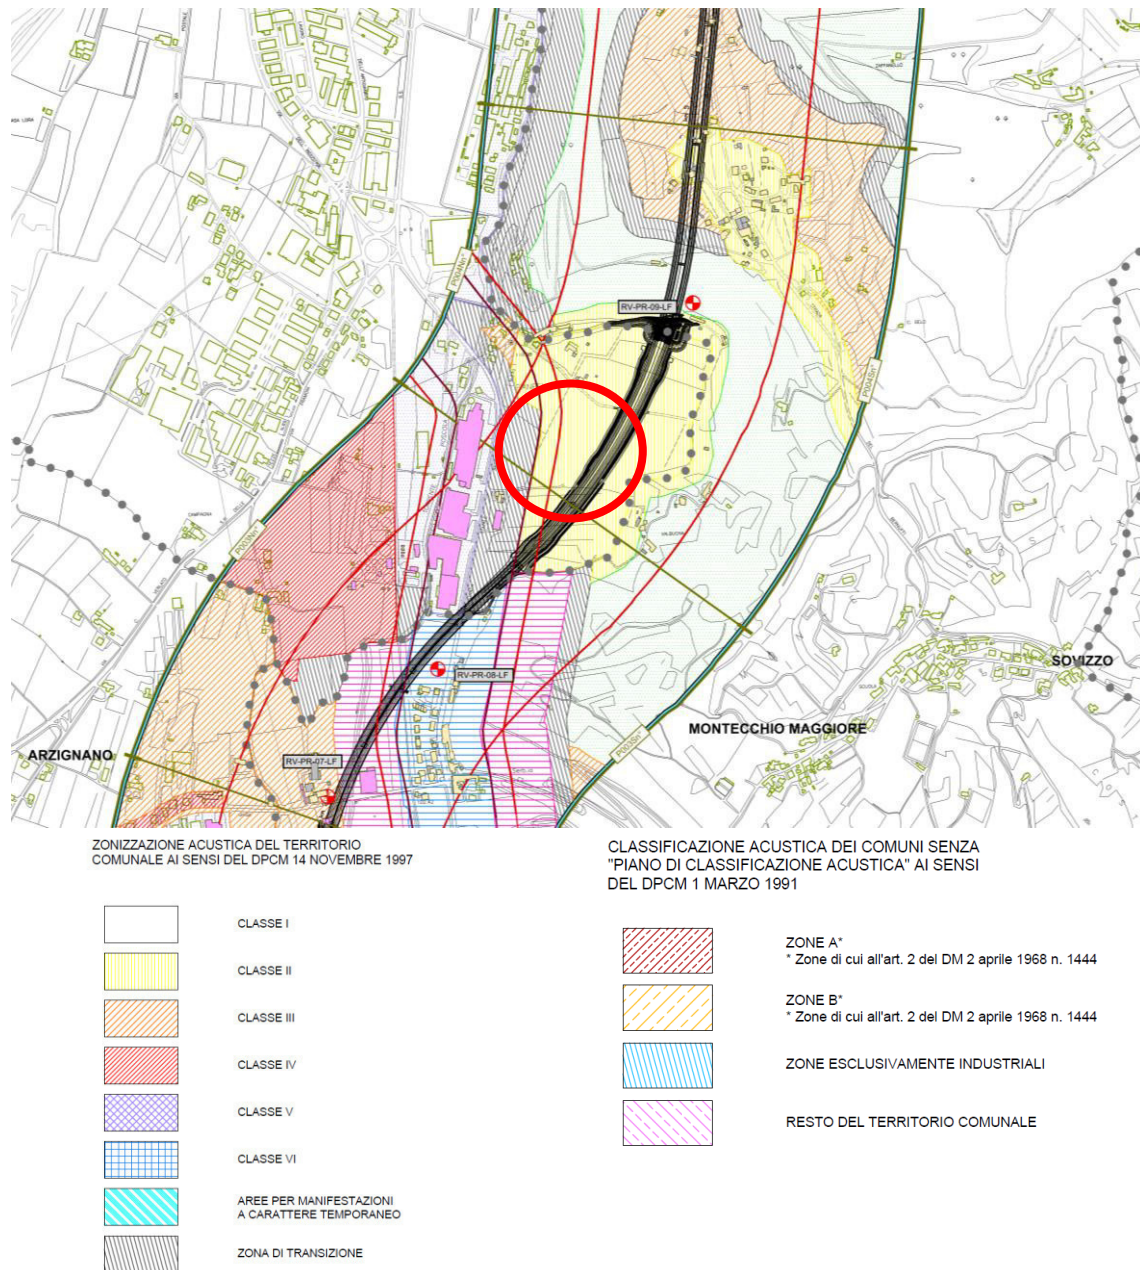 RV-PR-09-LF
RV-PR-08-LF
RV-PR-07-LF
SOVIZZO
MONTECCHIO MAGGIORE
ARZIGNANO
SCUOLA
CAMPAGNA
ZONIZZAZIONE ACUSTICA DEL TERRITORIO
COMUNALE AI SENSI DEL DPCM 14 NOVEMBRE 1997
CLASSE I
CLASSE II
CLASSE III
CLASSE IV
CLASSE V
CLASSE VI
AREE PER MANIFESTAZIONI
A CARATTERE TEMPORANEO
ZONA DI TRANSIZIONE
CLASSIFICAZIONE ACUSTICA DEI COMUNI SENZA
"PIANO DI CLASSIFICAZIONE ACUSTICA" AI SENSI
DEL DPCM 1 MARZO 1991
ZONE A*
* Zone di cui all'art. 2 del DM 2 aprile 1968 n. 1444
ZONE B*
* Zone di cui all'art. 2 del DM 2 aprile 1968 n. 1444
ZONE ESCLUSIVAMENTE INDUSTRIALI
RESTO DEL TERRITORIO COMUNALE